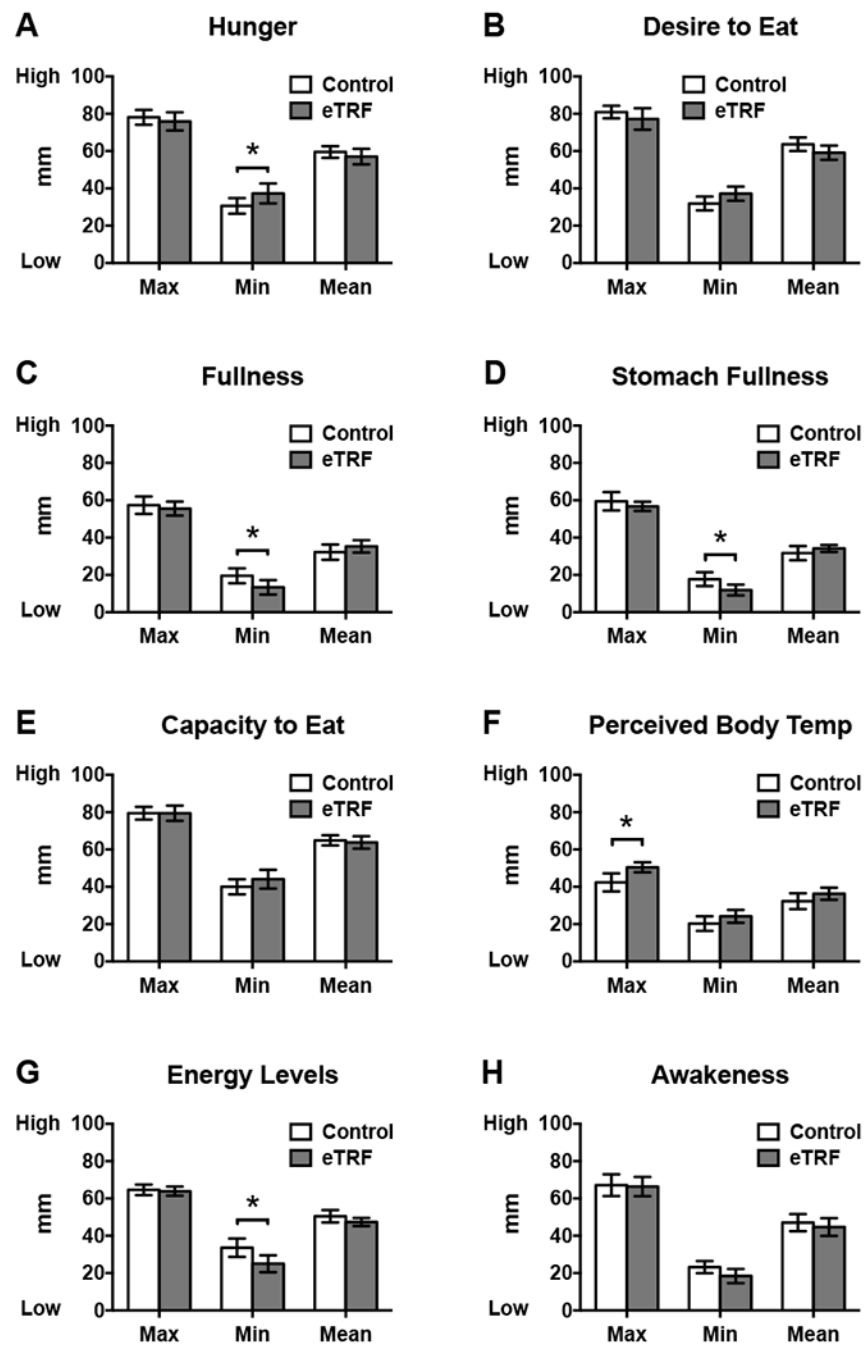 A Hunger
High 100
80
60
40
20
Low 0
mm
Control
eTRF
*
Max Min Mean
B Desire to Eat
High 100
80
60
40
20
Low 0
mm
Control
eTRF
Max Min Mean
C Fullness
High 100
80
60
40
20
Low 0
mm
Control
eTRF
*
Max Min Mean
D Stomach Fullness
High 100
80
60
40
20
Low 0
mm
Control
eTRF
*
Max Min Mean
E Capacity to Eat
High 100
80
60
40
20
Low 0
mm
Control
eTRF
Max Min Mean
F Perceived Body Temp
High 100
80
60
40
20
Low 0
mm
Control
eTRF
*
Max Min Mean
G Energy Levels
High 100
80
60
40
20
Low 0
mm
Control
eTRF
*
Max Min Mean
H Awakeness
High 100
80
60
40
20
Low 0
mm
Control
eTRF
Max Min Mean